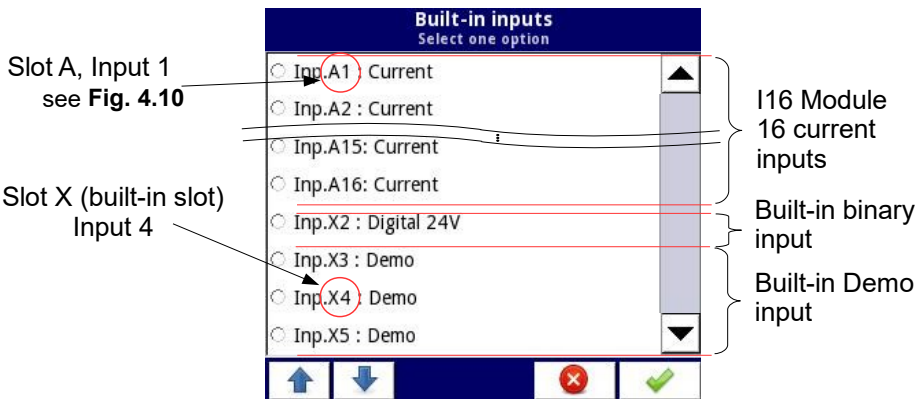 Built-in inputs
Select one option
Slot A, Input 1
see Fig. 4.10
Inp.A1 : Current
Inp.A2 : Current
Inp.A15: Current
Inp.A16: Current
I16 Module
16 current
inputs
Slot X (built-in slot)
Input 4
Inp.X2 : Digital 24V
Built-in binary
input
Inp.X3 : Demo
Inp.X4 : Demo
Inp.X5 : Demo
Built-in Demo
input